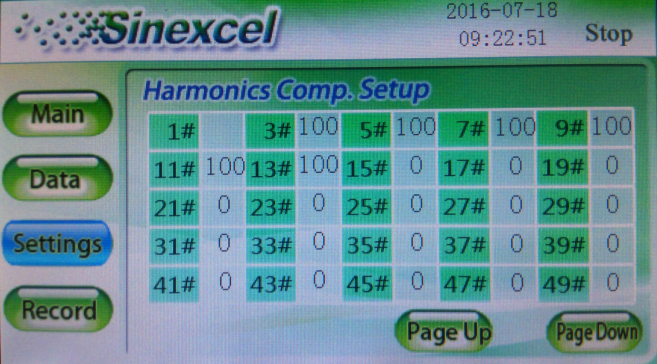 Sinexcel
2016-07-18
09:22:51 Stop
Main
Data
Settings
Record
Harmonics Comp. Setup
1# 3# 100 5# 100 7# 100 9# 100
11# 100 13# 100 15# 0 17# 0 19# 0
21# 0 23# 0 25# 0 27# 0 29# 0
31# 0 33# 0 35# 0 37# 0 39# 0
41# 0 43# 0 45# 0 47# 0 49# 0
Page Up Page Down